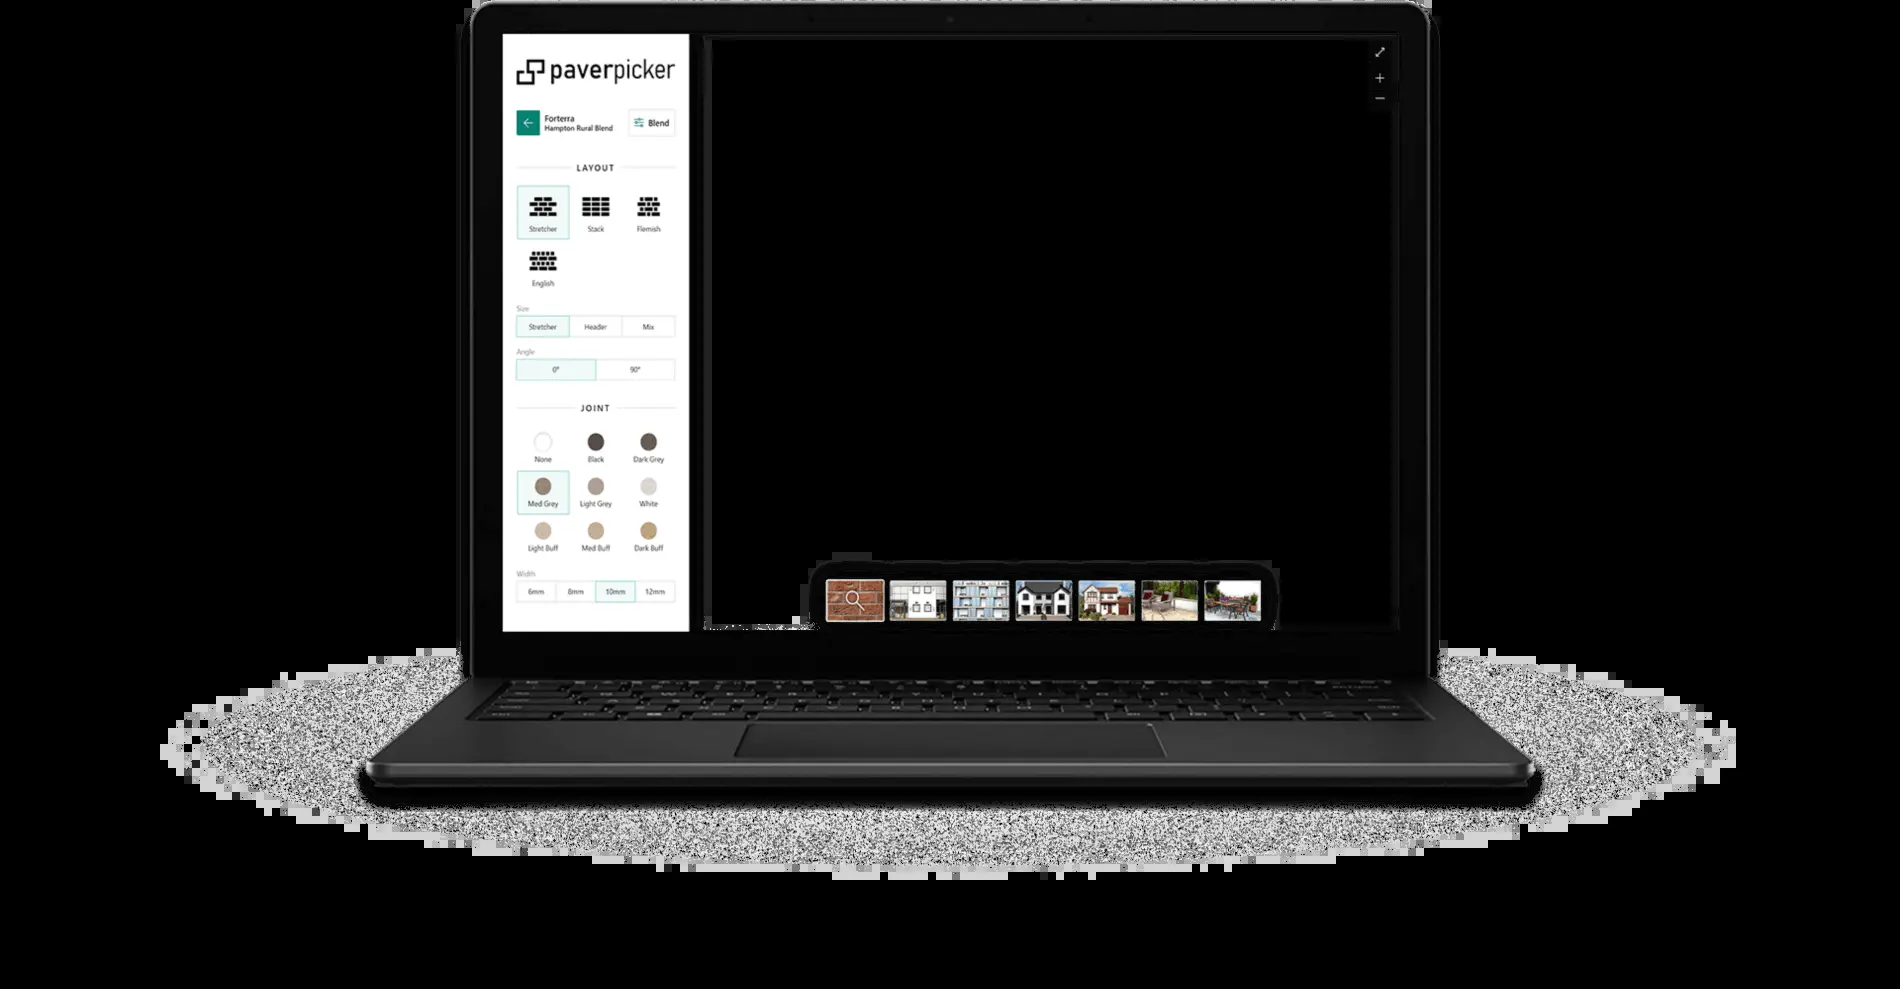 paverpicker
Forterra
Hampton Rural Blend
Blend
LAYOUT
Stretcher
Stack
Flemish
English
Size
Stretcher
Header
Mix
Angle
0°
90°
JOINT
None
Black
Dark Grey
Med Grey
Light Grey
White
Light Buff
Med Buff
Dark Buff
Width
6mm
8mm
10mm
12mm